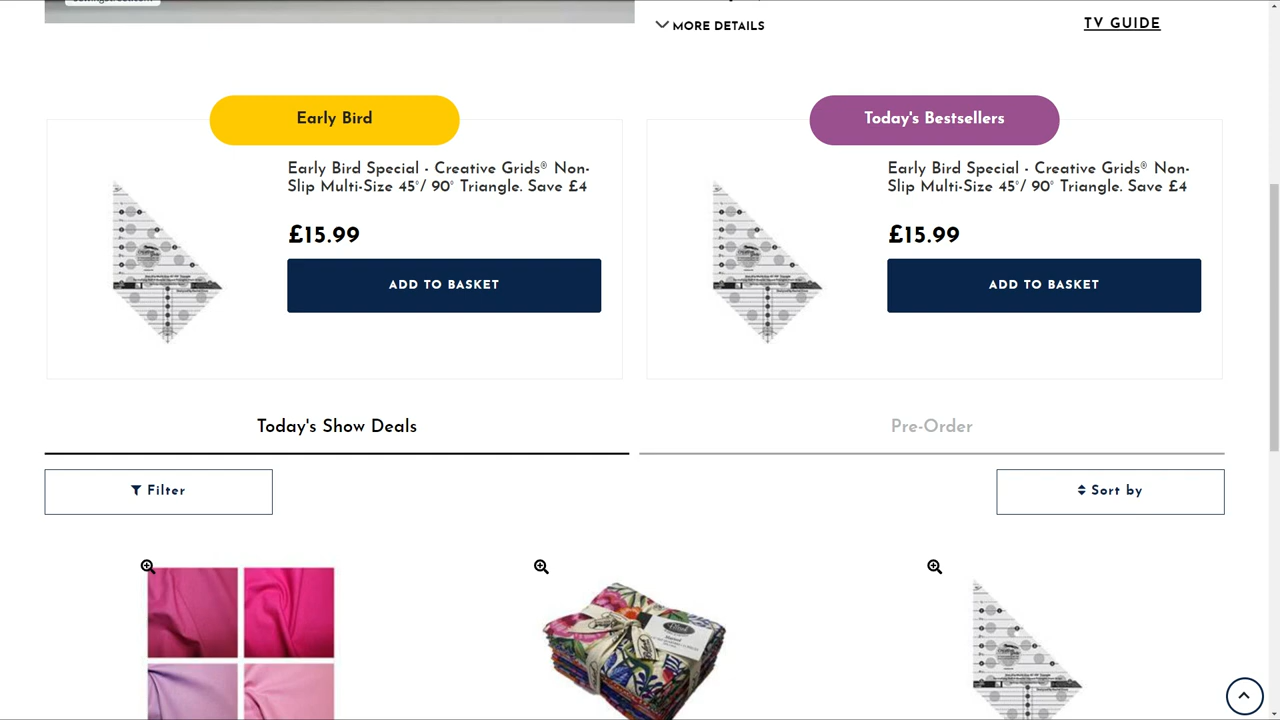 MORE DETAILS
TV GUIDE
Early Bird
Early Bird Special - Creative Grids® Non-
Slip Multi-Size 45°/ 90° Triangle. Save £4
£15.99
ADD TO BASKET
Today's Bestsellers
Early Bird Special - Creative Grids® Non-
Slip Multi-Size 45°/ 90° Triangle. Save £4
£15.99
ADD TO BASKET
Today's Show Deals
Pre-Order
Filter
Sort by